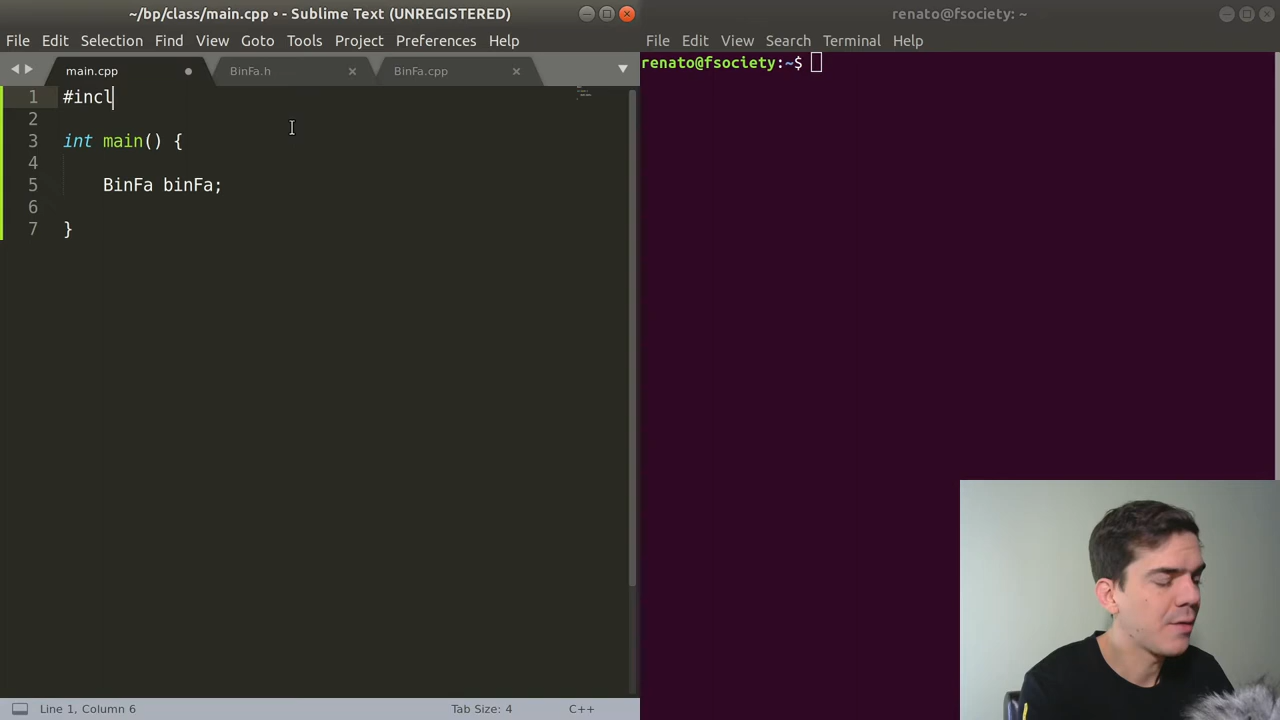 ~/bp/class/main.cpp • - Sublime Text (UNREGISTERED)
File Edit Selection Find View Goto Tools Project Preferences Help
main.cpp BinFa.h BinFa.cpp
1 #incl
2
3 int main() {
4
5 BinFa binFa;
6
7 }
Line 1, Column 6 Tab Size: 4 C++
renato@fsociety: ~
File Edit View Search Terminal Help
renato@fsociety:~$